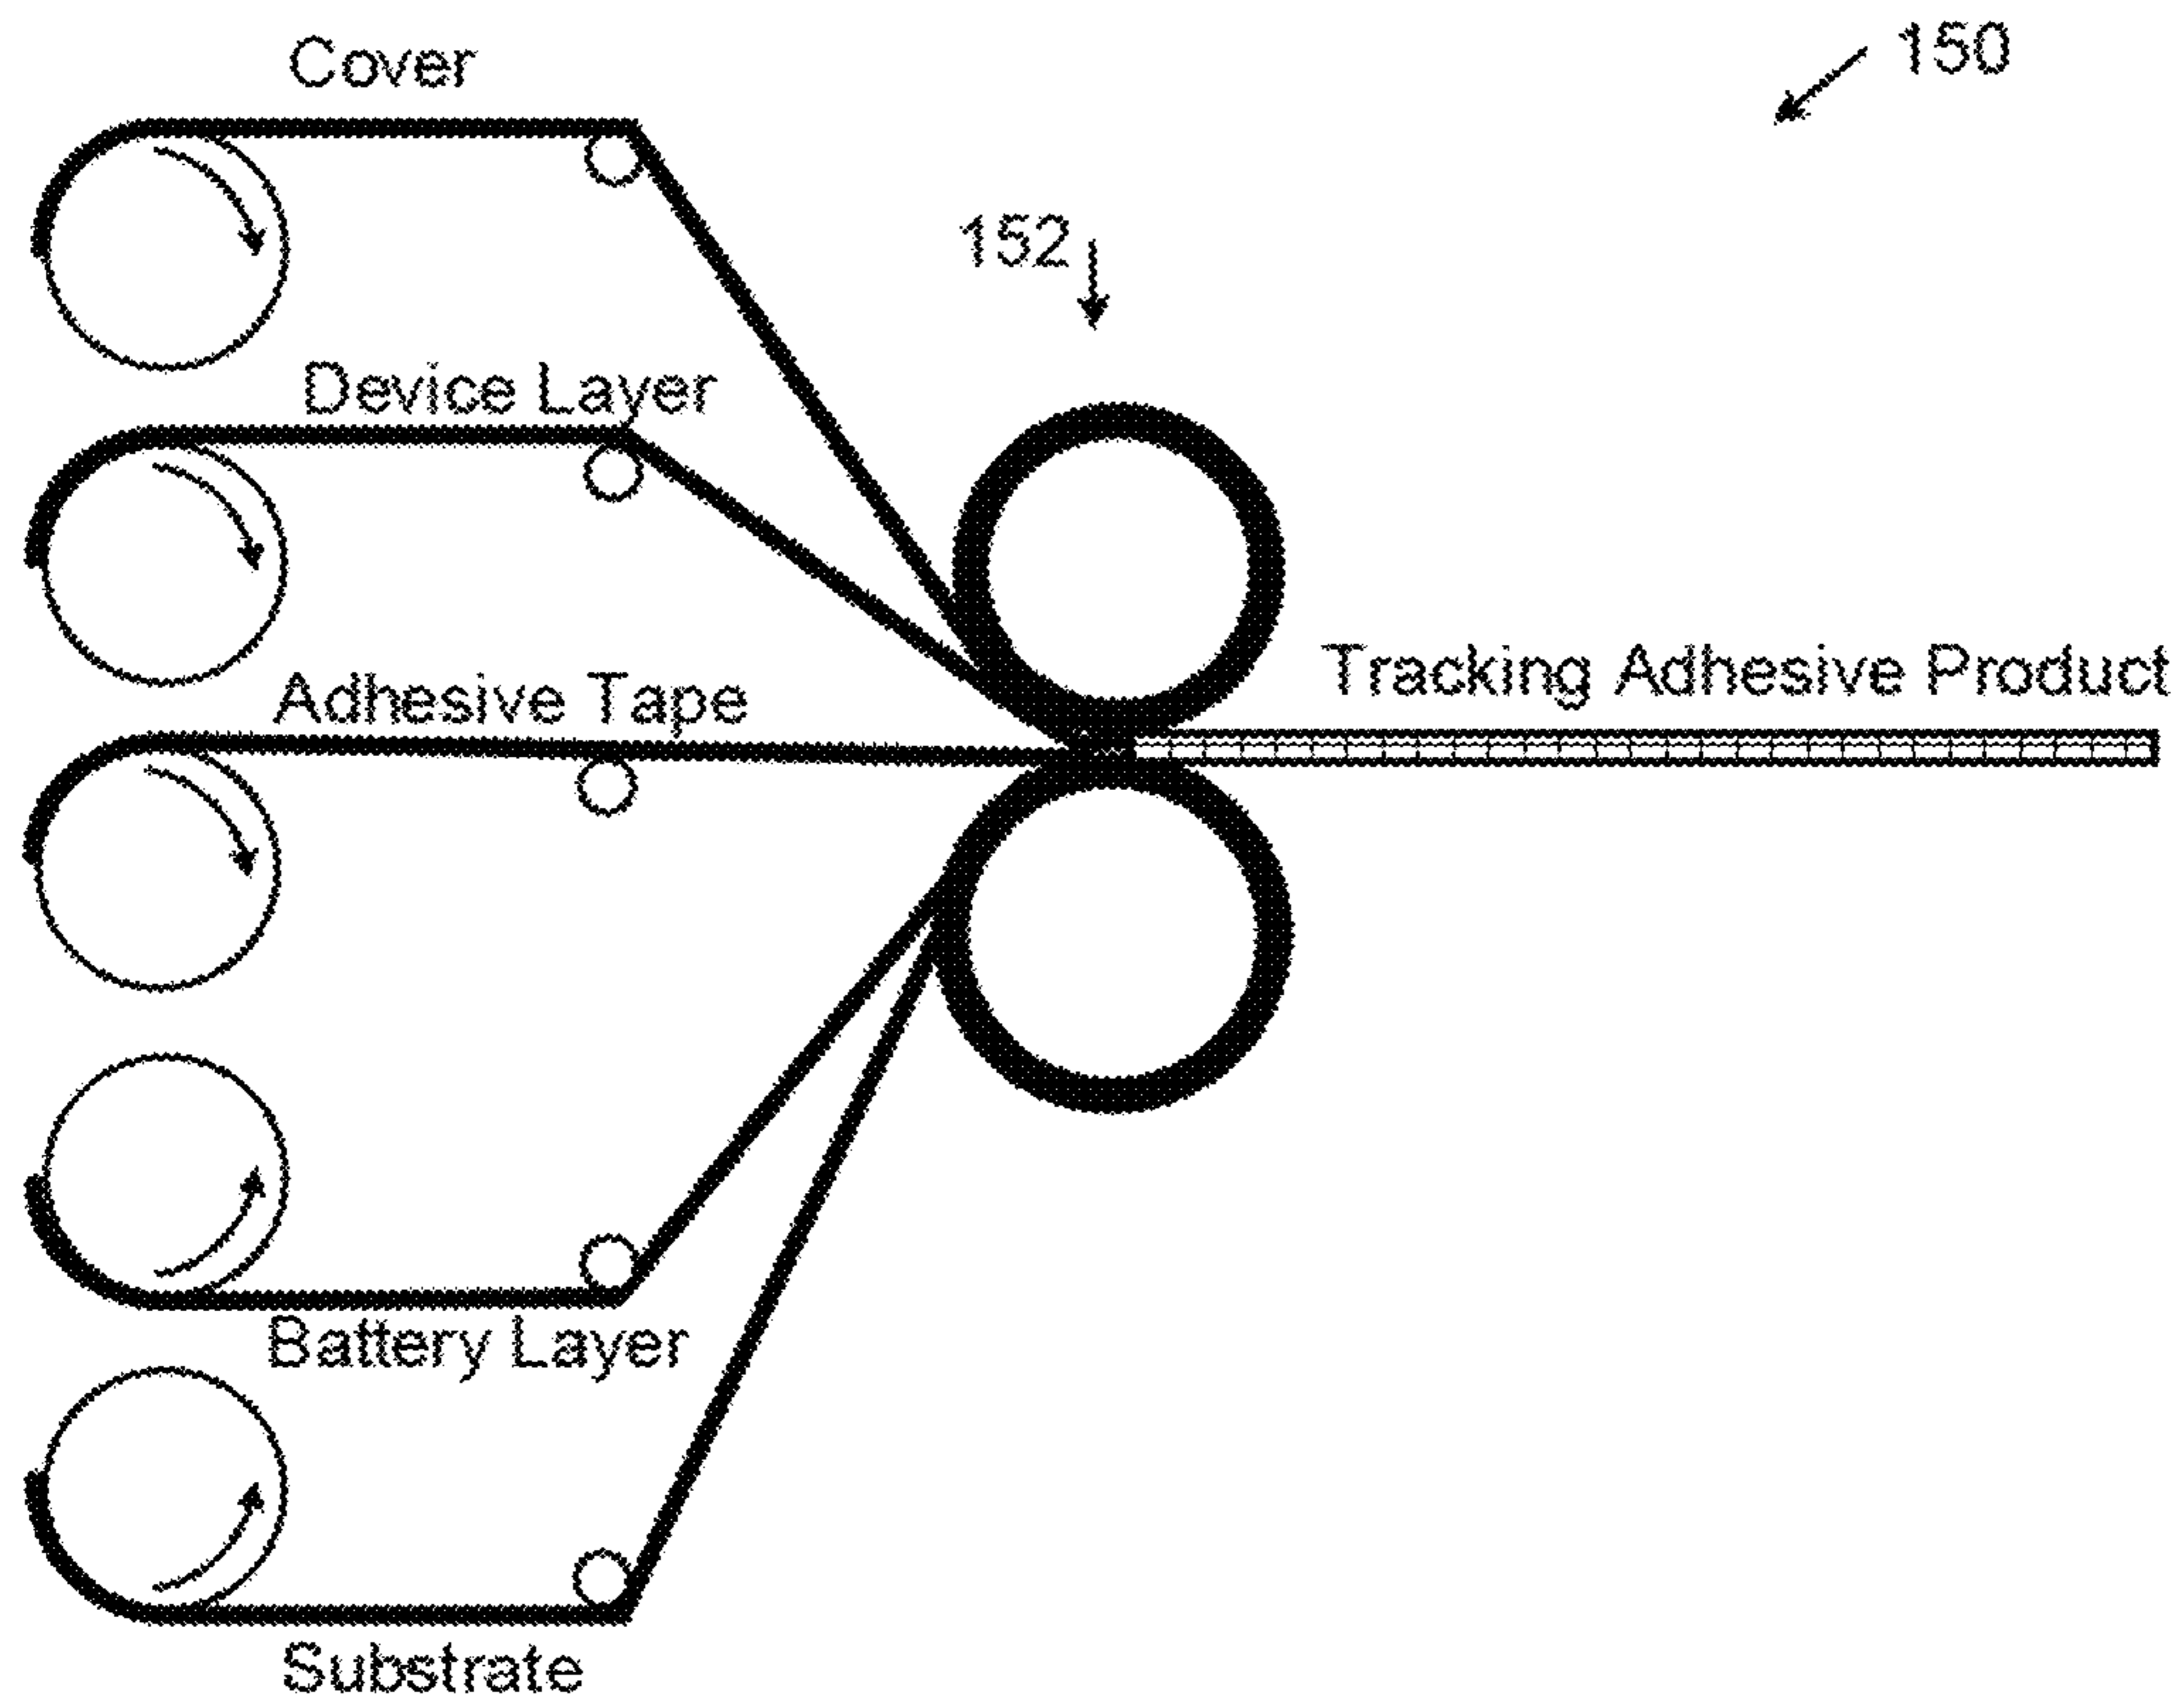 Cover
150
152
Device Layer
Adhesive Tape
Tracking Adhesive Product
Battery Layer
Substrate